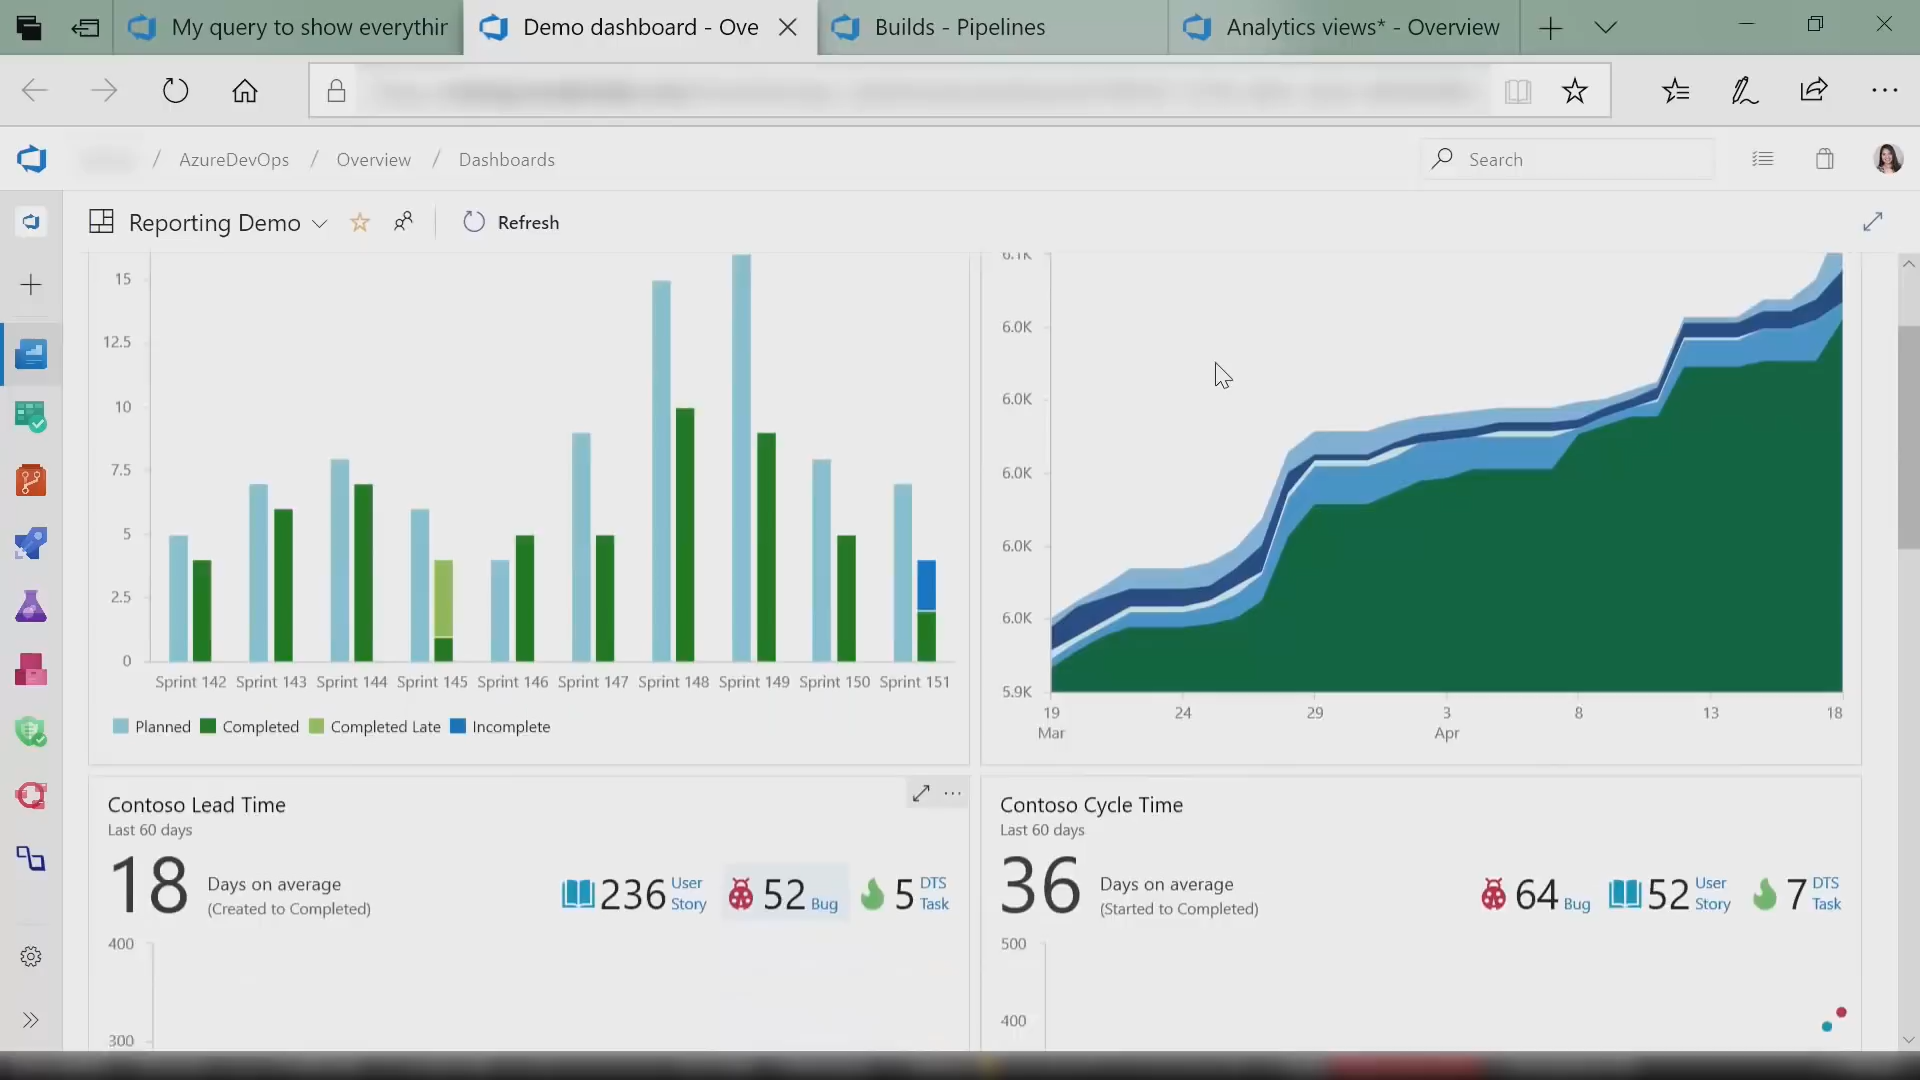 My query to show everythin
Demo dashboard - Ove
Builds - Pipelines
Analytics views* - Overview
/ AzureDevOps / Overview / Dashboards
Search
Reporting Demo
Refresh
15
12.5
10
7.5
5
2.5
0
Sprint 142 Sprint 143 Sprint 144 Sprint 145 Sprint 146 Sprint 147 Sprint 148 Sprint 149 Sprint 150 Sprint 151
Planned Completed Completed Late Incomplete
6.1K
6.0K
6.0K
6.0K
6.0K
6.0K
5.9K
19 24 29 3 8 13 18
Mar Apr
Contoso Lead Time
Last 60 days
18 Days on average
(Created to Completed)
236 User Story
52 Bug
5 DTS Task
400
300
Contoso Cycle Time
Last 60 days
36 Days on average
(Started to Completed)
64 Bug
52 User Story
7 DTS Task
500
400